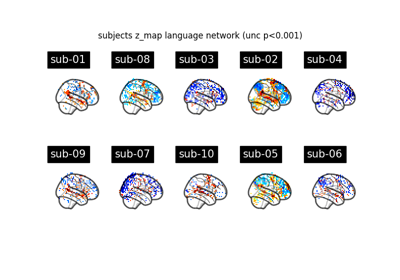 subjects z_map language network (unc p<0.001)
sub-01 sub-08 sub-03 sub-02 sub-04
sub-09 sub-07 sub-10 sub-05 sub-06